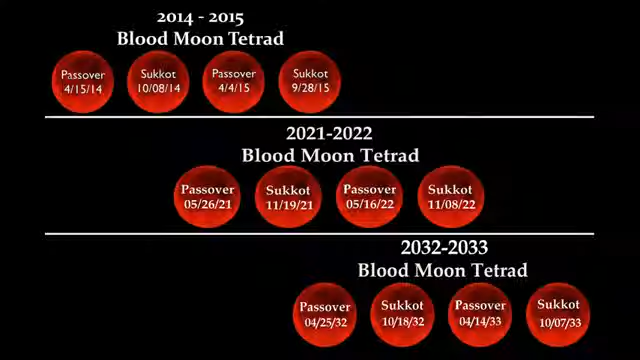 2014 - 2015
Blood Moon Tetrad
Passover
4/15/14
Sukkot
10/08/14
Passover
4/4/15
Sukkot
9/28/15
2021-2022
Blood Moon Tetrad
Passover
05/26/21
Sukkot
11/19/21
Passover
05/16/22
Sukkot
11/08/22
2032-2033
Blood Moon Tetrad
Passover
04/25/32
Sukkot
10/18/32
Passover
04/14/33
Sukkot
10/07/33